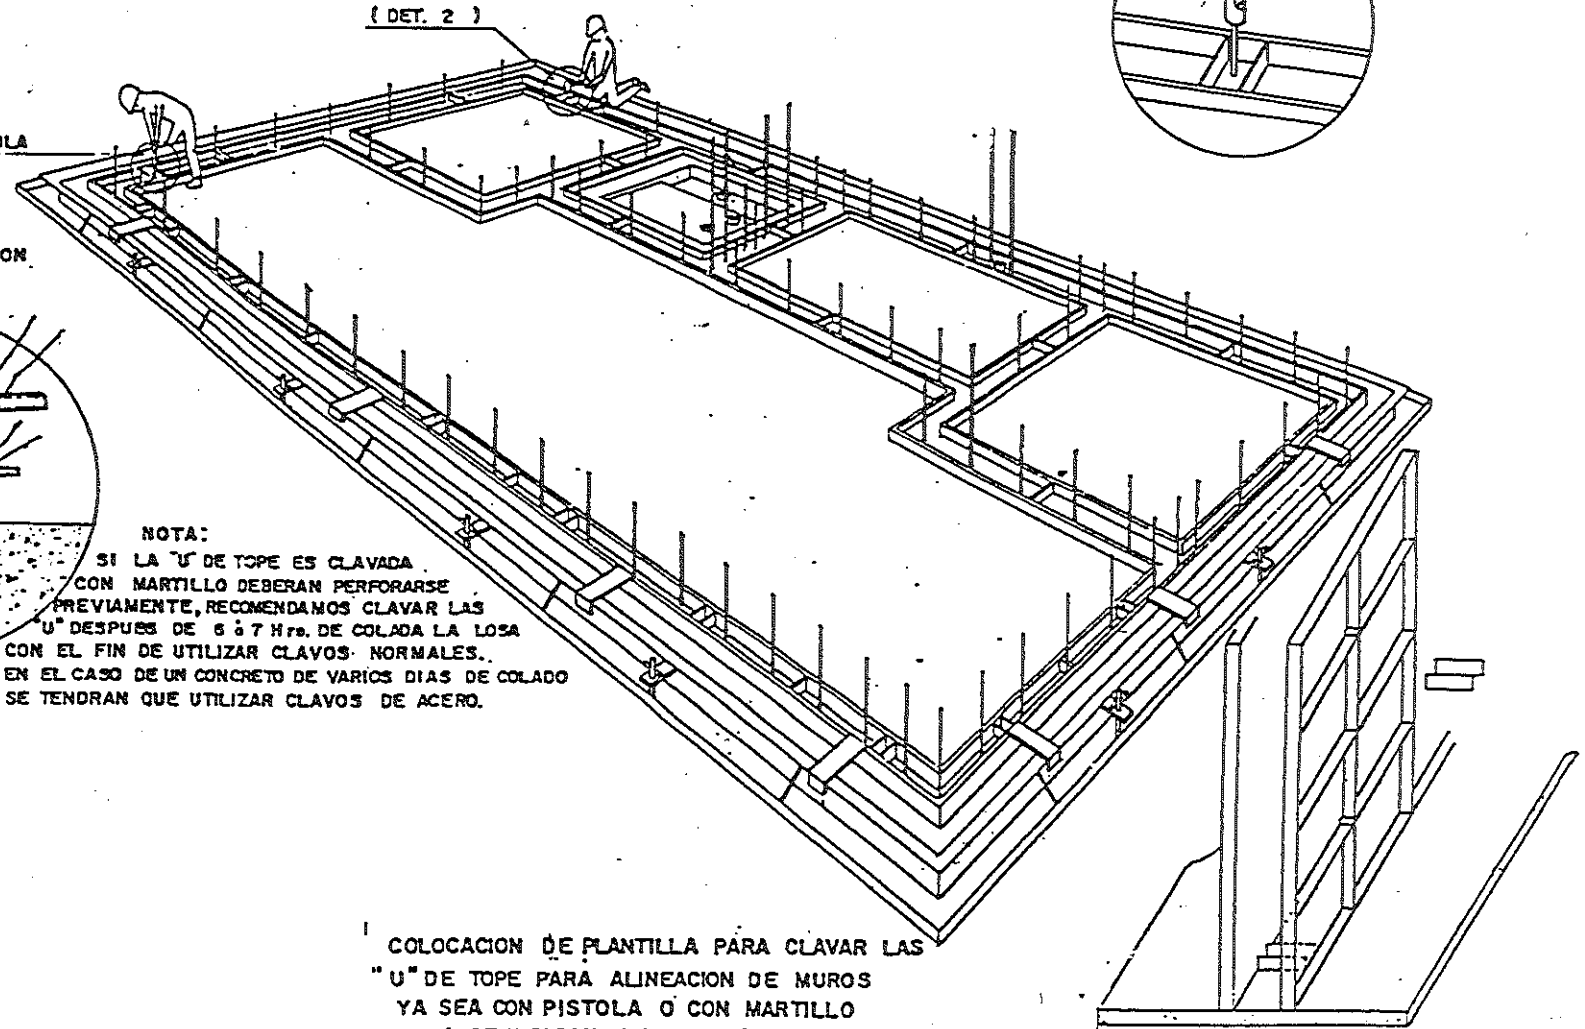 ( DET. 2 )
LA
ON
NOTA:
SI LA "U" DE TOPE ES CLAVADA
CON MARTILLO DEBERAN PERFORARSE
PREVIAMENTE, RECOMENDAMOS CLAVAR LAS
"U" DESPUES DE 6 ó 7 Hrs. DE COLADA LA LOSA
CON EL FIN DE UTILIZAR CLAVOS NORMALES.
EN EL CASO DE UN CONCRETO DE VARIOS DIAS DE COLADO
SE TENDRAN QUE UTILIZAR CLAVOS DE ACERO.
COLOCACION DE PLANTILLA PARA CLAVAR LAS
"U" DE TOPE PARA ALINEACION DE MUROS
YA SEA CON PISTOLA O CON MARTILLO